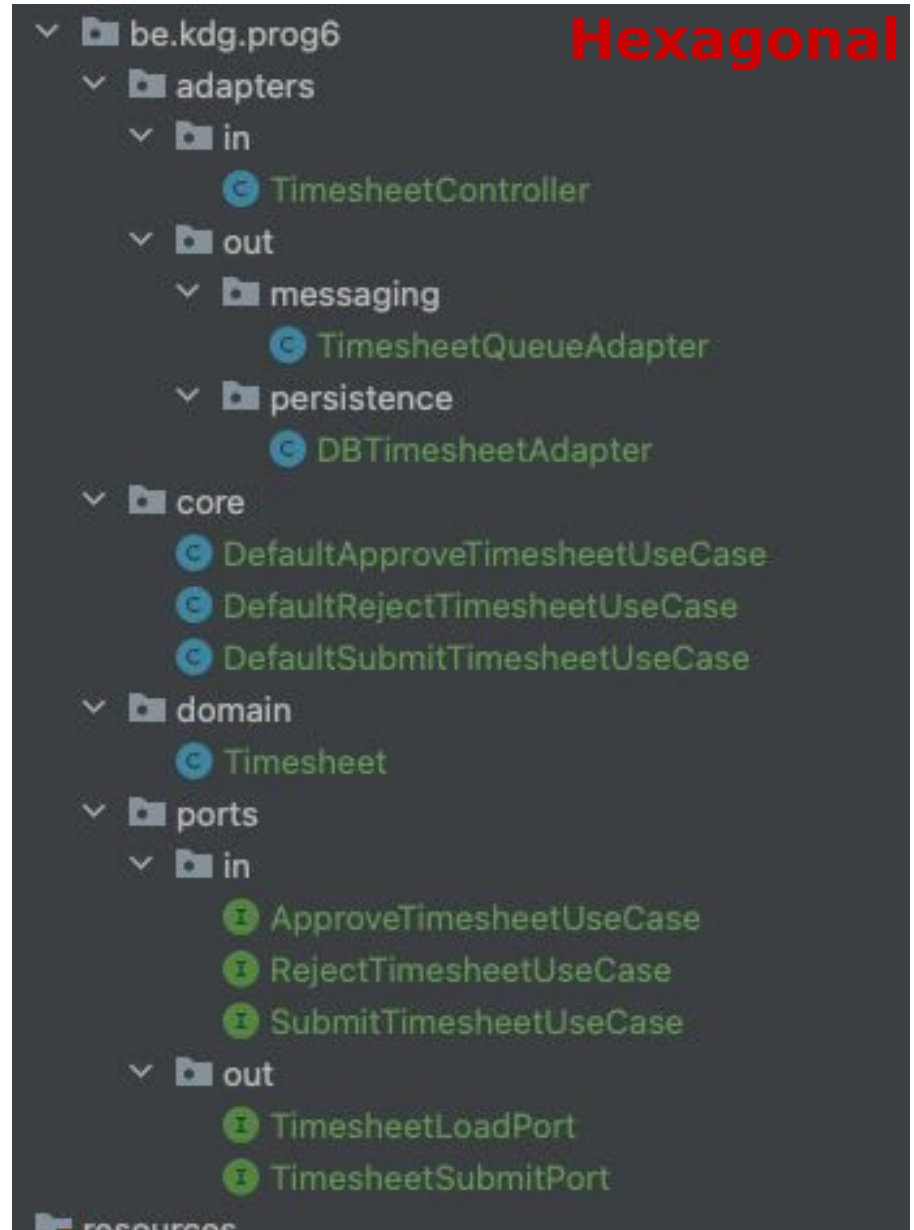 be.kdg.prog6 Hexagonal
adapters
in
C TimesheetController
out
messaging
C TimesheetQueueAdapter
persistence
C DBTimesheetAdapter
core
C DefaultApproveTimesheetUseCase
C DefaultRejectTimesheetUseCase
C DefaultSubmitTimesheetUseCase
domain
C Timesheet
ports
in
I ApproveTimesheetUseCase
I RejectTimesheetUseCase
I SubmitTimesheetUseCase
out
I TimesheetLoadPort
I TimesheetSubmitPort
resources